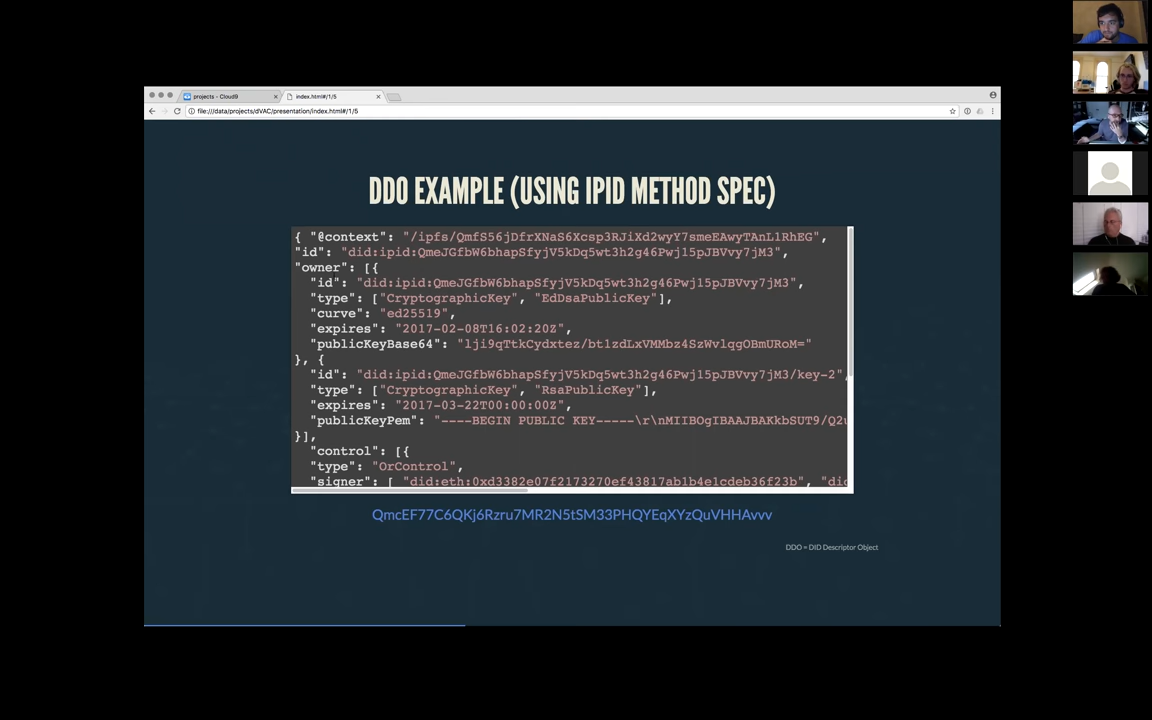 projects - Cloud9
index.html#/1/5
file:///data/projects/dVAC/presentation/index.html#/1/5
DDO EXAMPLE (USING IPID METHOD SPEC)
{ "@context": "/ipfs/QmfS56jDfrXNaS6Xcsp3RJiXd2wyY7smeEAwyTAnL1RhEG",
"id": "did:ipid:QmeJGfbW6bhapSfyjV5kDq5wt3h2g46Pwj15pJBVvy7jM3",
"owner": [{
"id": "did:ipid:QmeJGfbW6bhapSfyjV5kDq5wt3h2g46Pwj15pJBVvy7jM3",
"type": ["CryptographicKey", "EdDsaPublicKey"],
"curve": "ed25519",
"expires": "2017-02-08T16:02:20Z",
"publicKeyBase64": "lji9qTtkCydxtez/bt1zdLxVMMbz4SzWvlqgOBmURoM="
}, {
"id": "did:ipid:QmeJGfbW6bhapSfyjV5kDq5wt3h2g46Pwj15pJBVvy7jM3/key-2",
"type": ["CryptographicKey", "RsaPublicKey"],
"expires": "2017-03-22T00:00:00Z",
"publicKeyPem": "----BEGIN PUBLIC KEY-----\r\nMIIBOgIBAAJBAKkbSUT9/Q2u
}],
"control": [{
"type": "OrControl",
"signer": [ "did:eth:0xd3382e07f2173270ef43817ab1b4e1cdeb36f23b", "did
QmcEF77C6QKj6Rzru7MR2N5tSM33PHQYEqXYzQuVHHAvvv
DDO = DID Descriptor Object